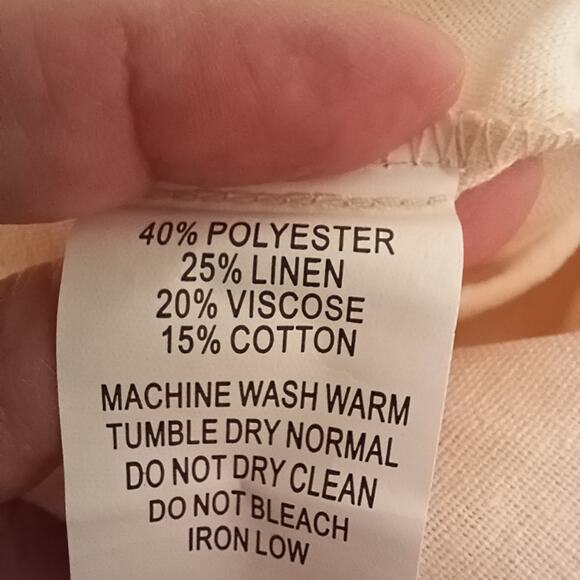 40% POLYESTER
25% LINEN
20% VISCOSE
15% COTTON
MACHINE WASH WARM
TUMBLE DRY NORMAL
DO NOT DRY CLEAN
DO NOT BLEACH
IRON LOW